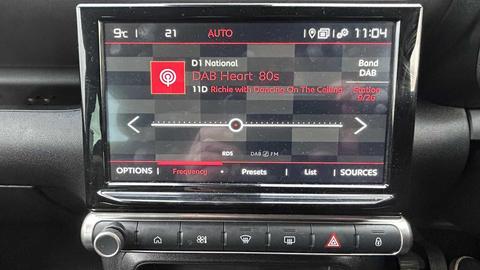 9°C 21 AUTO 11:04
D1 National
Band
DAB Heart 80s
DAB
11D Richie with Dancing On The Ceiling
Station
9/26
RDS DAB FM
OPTIONS Frequency Presets List SOURCES